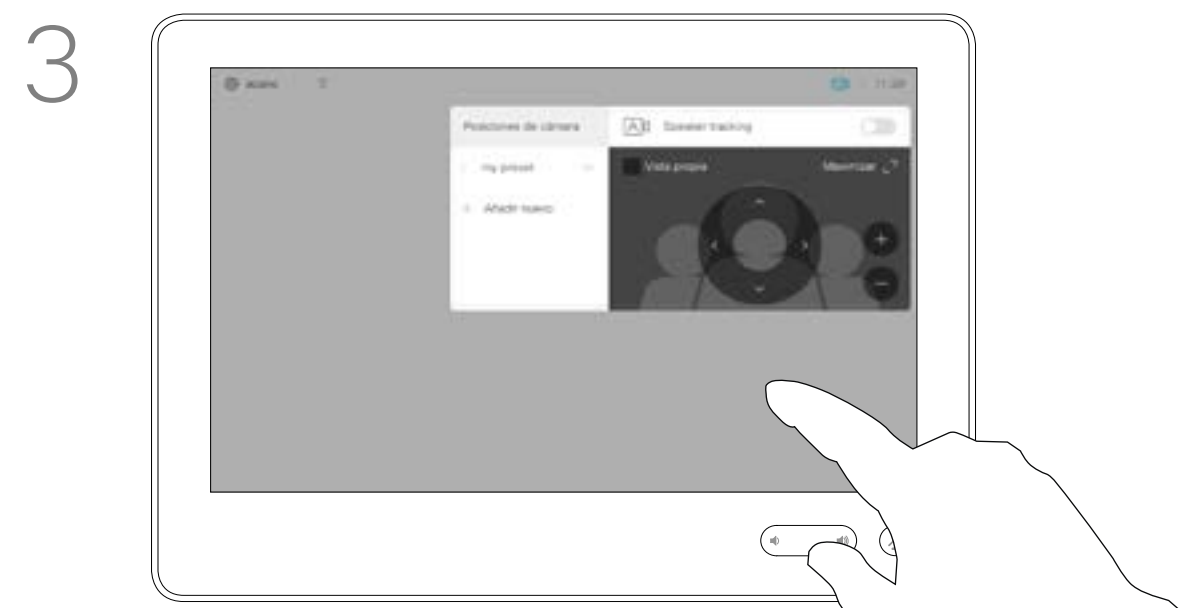 3
Posiciones de cámara
Speaker tracking
my preset
Vista propia
Maximizar
Añadir nuevo